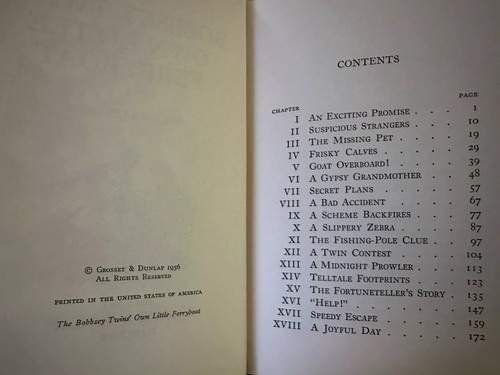 © Grosset & Dunlap 1956
All Rights Reserved
PRINTED IN THE UNITED STATES OF AMERICA
The Bobbsey Twins' Own Little Ferryboat
CONTENTS
CHAPTER PAGE
I An Exciting Promise . . . 1
II Suspicious Strangers . . . 10
III The Missing Pet . . . 19
IV Frisky Calves . . . . 29
V Goat Overboard! . . . . 39
VI A Gypsy Grandmother . . . 48
VII Secret Plans . . . . 57
VIII A Bad Accident . . . . 67
IX A Scheme Backfires . . . 77
X A Slippery Zebra . . . . 87
XI The Fishing-Pole Clue . . 97
XII A Twin Contest . . . . 104
XIII A Midnight Prowler . . . 113
XIV Telltale Footprints . . . 123
XV The Fortuneteller's Story . 135
XVI "Help!" . . . . . 147
XVII Speedy Escape . . . . 159
XVIII A Joyful Day . . . . 172